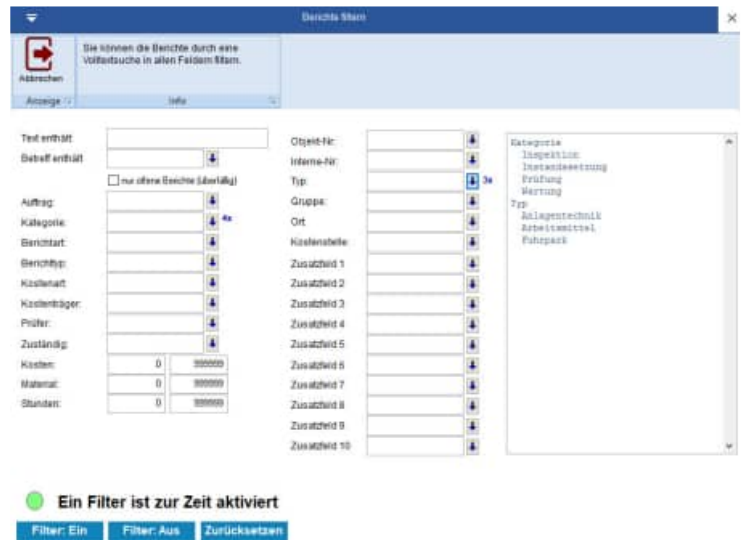 Berichte filtern
Sie können die Berichte durch eine
Volltextsuche in allen Feldern filtern.
Abbrechen
Anzeige
Info
Text enthält:
Betreff enthält:
nur offene Berichte (überfällig)
Auftrag:
Kategorie: 4x
Berichtart:
Berichttyp:
Kostenart:
Kostenträger:
Prüfer:
Zuständig:
Kosten: 0 999999
Material: 0 999999
Stunden: 0 999999
Objekt-Nr:
Interne-Nr:
Typ: 3x
Gruppe:
Ort:
Kostenstelle:
Zusatzfeld 1
Zusatzfeld 2
Zusatzfeld 3
Zusatzfeld 4
Zusatzfeld 5
Zusatzfeld 6
Zusatzfeld 7
Zusatzfeld 8
Zusatzfeld 9
Zusatzfeld 10
Kategorie
Inspektion
Instandsetzung
Prüfung
Wartung
Typ
Anlagentechnik
Arbeitsmittel
Fuhrpark
Ein Filter ist zur Zeit aktiviert
Filter: Ein
Filter: Aus
Zurücksetzen